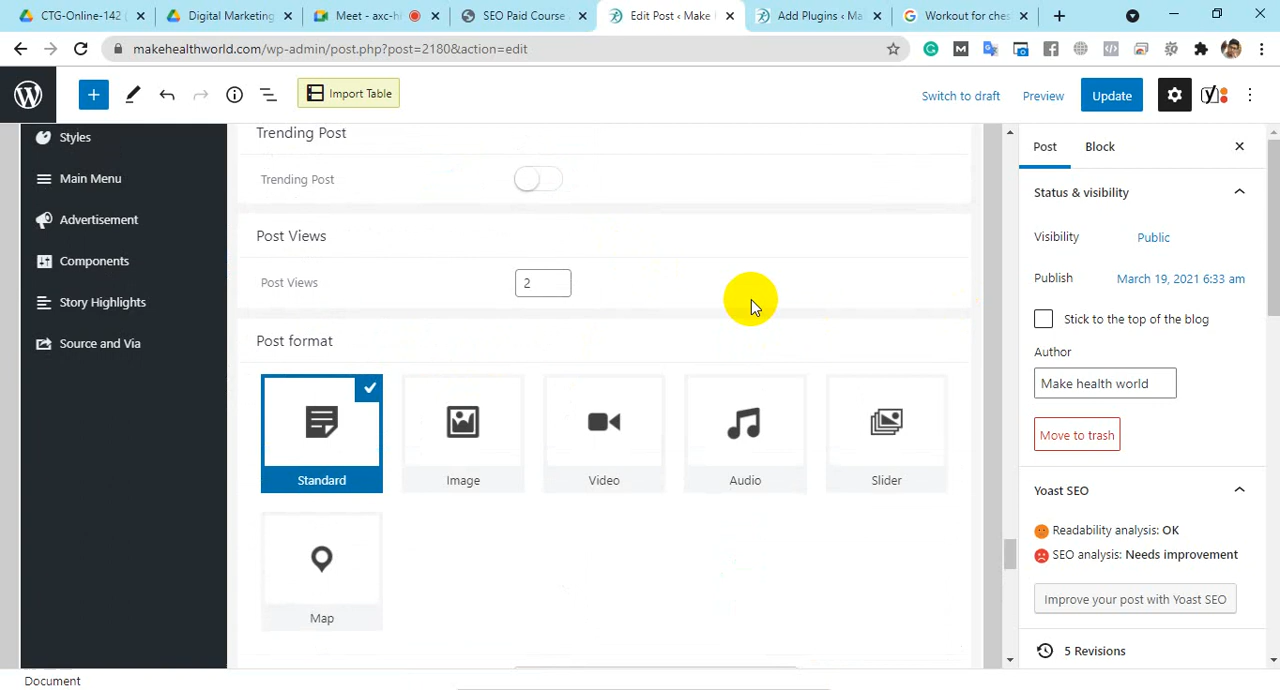 CTG-Online-142
Digital Marketing
Meet - axc-hi
SEO Paid Course
Edit Post ‹ Make
Add Plugins ‹ Ma
Workout for ches
makehealthworld.com/wp-admin/post.php?post=2180&action=edit
Import Table
Switch to draft
Preview
Update
Styles
Main Menu
Advertisement
Components
Story Highlights
Source and Via
Trending Post
Trending Post
Post Views
Post Views
2
Post format
Standard
Image
Video
Audio
Slider
Map
Post
Block
Status & visibility
Visibility
Public
Publish
March 19, 2021 6:33 am
Stick to the top of the blog
Author
Make health world
Move to trash
Yoast SEO
Readability analysis: OK
SEO analysis: Needs improvement
Improve your post with Yoast SEO
5 Revisions
Document